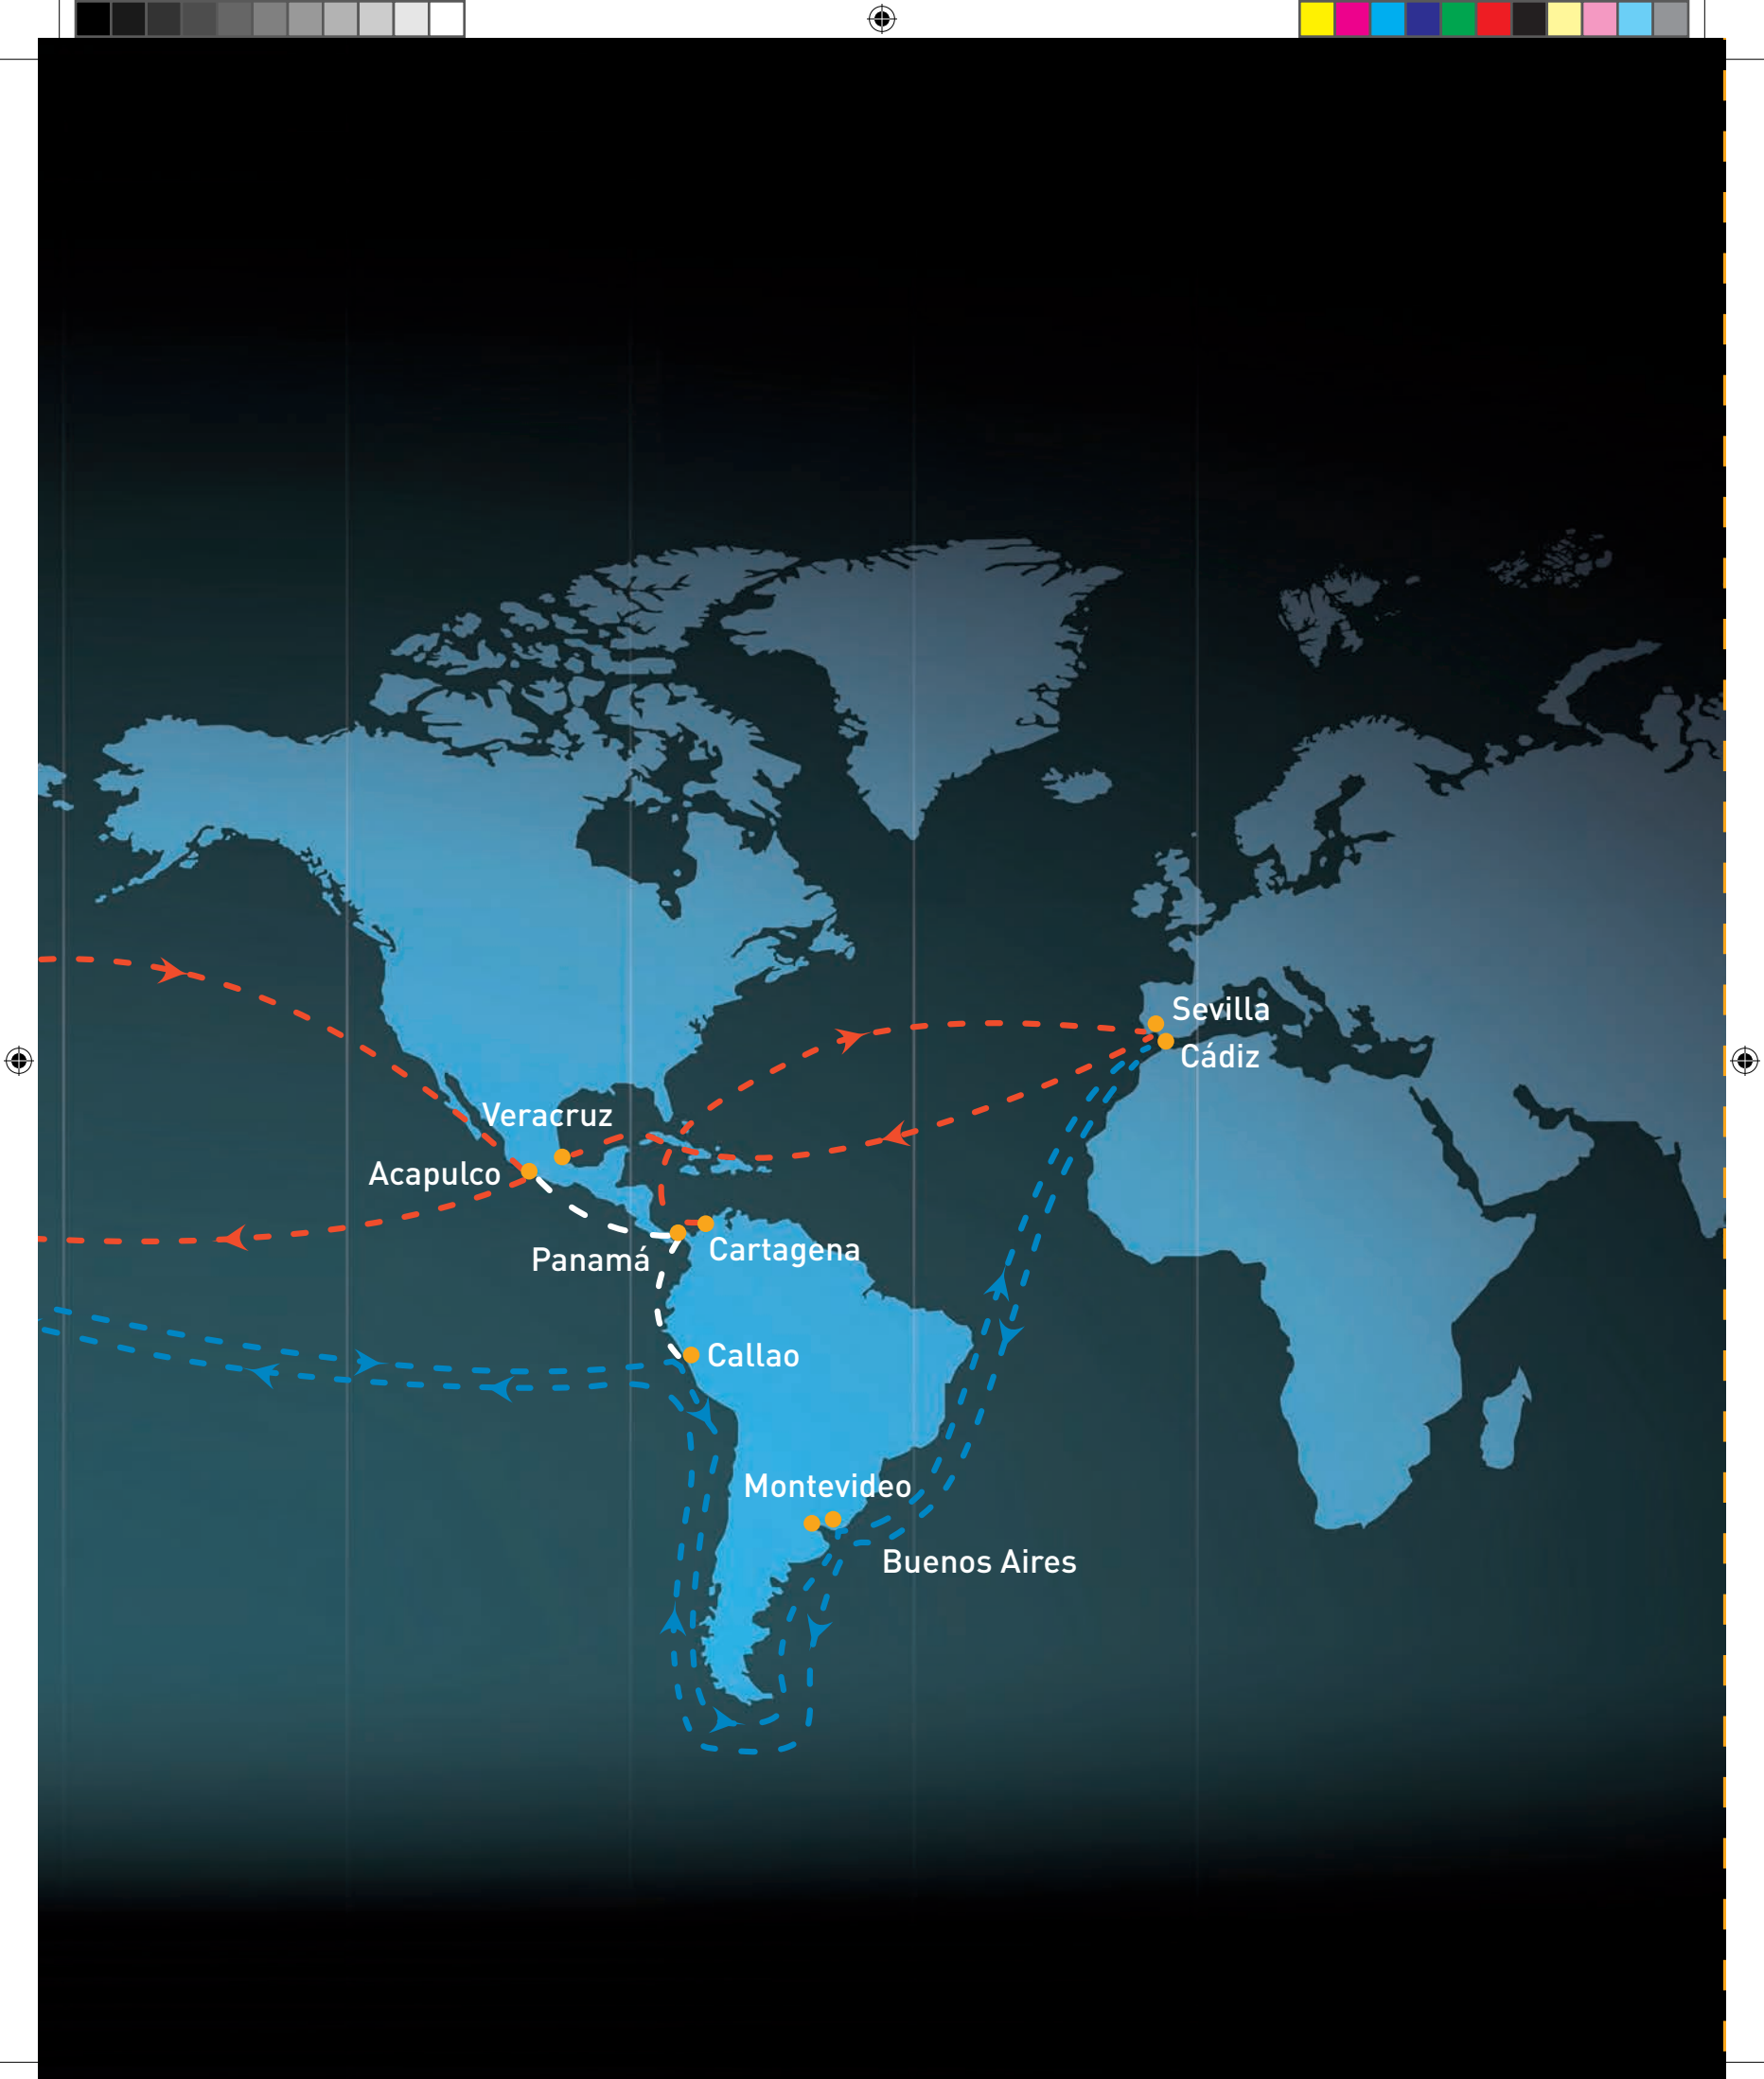 Sevilla
Cádiz
Veracruz
Acapulco
Cartagena
Panamá
Callao
Montevideo
Buenos Aires